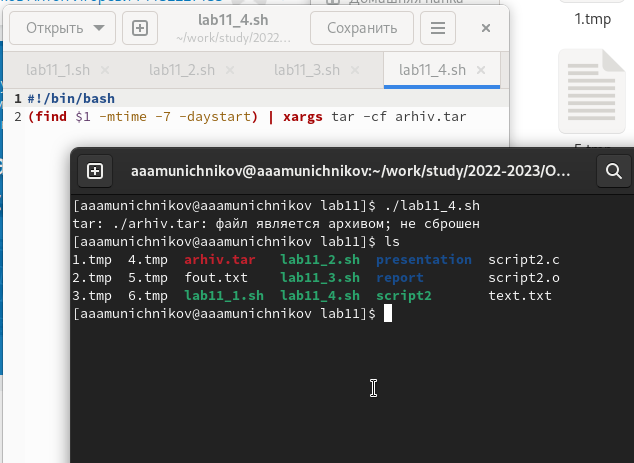 lab11_4.sh
Открыть
~/work/study/2022...
Сохранить
lab11_1.sh
lab11_2.sh
lab11_3.sh
lab11_4.sh
1 #!/bin/bash
2 (find $1 -mtime -7 -daystart) | xargs tar -cf arhiv.tar
1.tmp
aaamunichnikov@aaamunichnikov:~/work/study/2022-2023/O...
[aaamunichnikov@aaamunichnikov lab11]$ ./lab11_4.sh
tar: ./arhiv.tar: файл является архивом; не сброшен
[aaamunichnikov@aaamunichnikov lab11]$ ls
1.tmp 4.tmp arhiv.tar lab11_2.sh presentation script2.c
2.tmp 5.tmp fout.txt lab11_3.sh report script2.o
3.tmp 6.tmp lab11_1.sh lab11_4.sh script2 text.txt
[aaamunichnikov@aaamunichnikov lab11]$